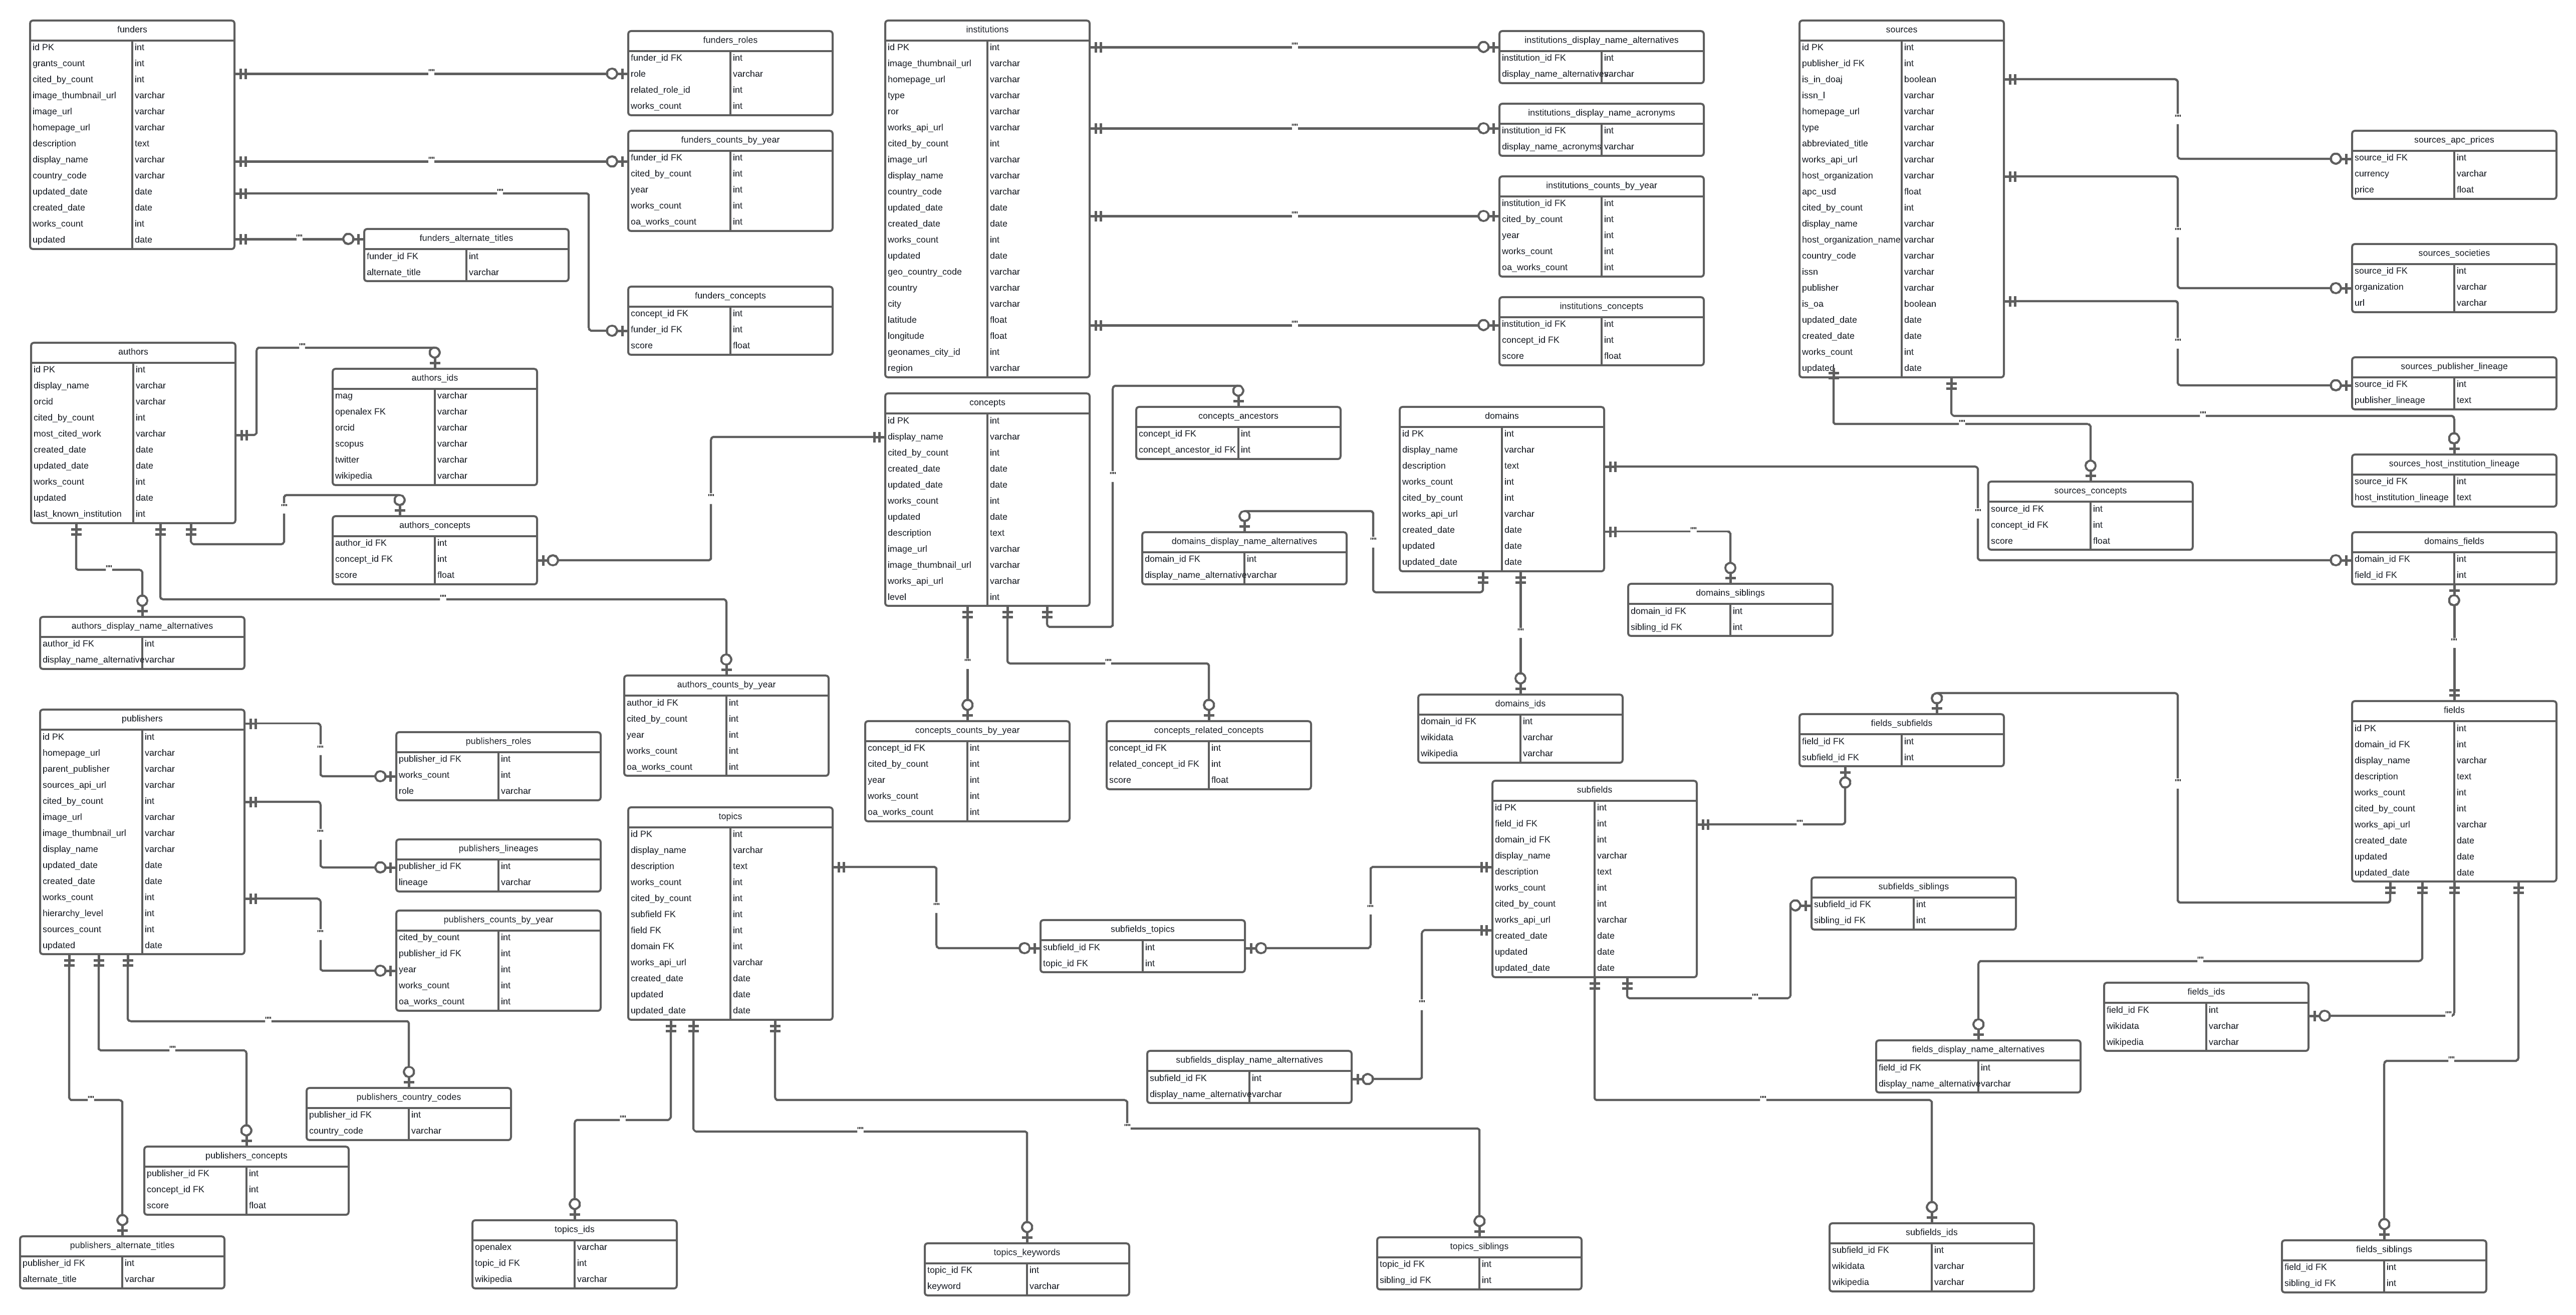 funders
id PK int
grants_count int
cited_by_count int
image_thumbnail_url varchar
image_url varchar
homepage_url varchar
description text
display_name varchar
country_code varchar
updated_date date
created_date date
works_count int
updated date
funders_roles
funder_id FK int
role varchar
related_role_id int
works_count int
funders_counts_by_year
funder_id FK int
cited_by_count int
year int
works_count int
oa_works_count int
funders_alternate_titles
funder_id FK int
alternate_title varchar
funders_concepts
concept_id FK int
funder_id FK int
score float
institutions
id PK int
image_thumbnail_url varchar
homepage_url varchar
type varchar
ror varchar
works_api_url varchar
cited_by_count int
image_url varchar
display_name varchar
country_code varchar
updated_date date
created_date date
works_count int
updated date
geo_country_code varchar
country varchar
city varchar
latitude float
longitude float
geonames_city_id int
region varchar
institutions_display_name_alternatives
institution_id FK int
display_name_alternatives varchar
institutions_display_name_acronyms
institution_id FK int
display_name_acronyms varchar
institutions_counts_by_year
institution_id FK int
cited_by_count int
year int
works_count int
oa_works_count int
institutions_concepts
institution_id FK int
concept_id FK int
score float
sources
id PK int
publisher_id FK int
is_in_doaj boolean
issn_l varchar
homepage_url varchar
type varchar
abbreviated_title varchar
works_api_url varchar
host_organization varchar
apc_usd float
cited_by_count int
display_name varchar
host_organization_name varchar
country_code varchar
issn varchar
publisher varchar
is_oa boolean
updated_date date
created_date date
works_count int
updated date
sources_apc_prices
source_id FK int
currency varchar
price float
sources_societies
source_id FK int
organization varchar
url varchar
sources_publisher_lineage
source_id FK int
publisher_lineage text
sources_host_institution_lineage
source_id FK int
host_institution_lineage text
sources_concepts
source_id FK int
concept_id FK int
score float
authors
id PK int
display_name varchar
orcid varchar
cited_by_count int
most_cited_work varchar
created_date date
updated_date date
works_count int
updated date
last_known_institution int
authors_ids
mag varchar
openalex FK varchar
orcid varchar
scopus varchar
twitter varchar
wikipedia varchar
authors_concepts
author_id FK int
concept_id FK int
score float
authors_display_name_alternatives
author_id FK int
display_name_alternative varchar
authors_counts_by_year
author_id FK int
cited_by_count int
year int
works_count int
oa_works_count int
concepts
id PK int
display_name varchar
cited_by_count int
created_date date
updated_date date
works_count int
updated date
description text
image_url varchar
image_thumbnail_url varchar
works_api_url varchar
level int
concepts_ancestors
concept_id FK int
concept_ancestor_id FK int
concepts_counts_by_year
concept_id FK int
cited_by_count int
year int
works_count int
oa_works_count int
concepts_related_concepts
concept_id FK int
related_concept_id FK int
score float
domains
id PK int
display_name varchar
description text
works_count int
cited_by_count int
works_api_url varchar
created_date date
updated date
updated_date date
domains_display_name_alternatives
domain_id FK int
display_name_alternative varchar
domains_siblings
domain_id FK int
sibling_id FK int
domains_ids
domain_id FK int
wikidata varchar
wikipedia varchar
domains_fields
domain_id FK int
field_id FK int
fields
id PK int
domain_id FK int
display_name varchar
description text
works_count int
cited_by_count int
works_api_url varchar
created_date date
updated date
updated_date date
fields_subfields
field_id FK int
subfield_id FK int
subfields
id PK int
field_id FK int
domain_id FK int
display_name varchar
description text
works_count int
cited_by_count int
works_api_url varchar
created_date date
updated date
updated_date date
subfields_siblings
subfield_id FK int
sibling_id FK int
fields_ids
field_id FK int
wikidata varchar
wikipedia varchar
fields_display_name_alternatives
field_id FK int
display_name_alternative varchar
fields_siblings
field_id FK int
sibling_id FK int
subfields_ids
subfield_id FK int
wikidata varchar
wikipedia varchar
subfields_display_name_alternatives
subfield_id FK int
display_name_alternative varchar
subfields_topics
subfield_id FK int
topic_id FK int
topics
id PK int
display_name varchar
description text
works_count int
cited_by_count int
subfield FK int
field FK int
domain FK int
works_api_url varchar
created_date date
updated date
updated_date date
topics_ids
openalex varchar
topic_id FK int
wikipedia varchar
topics_keywords
topic_id FK int
keyword varchar
topics_siblings
topic_id FK int
sibling_id FK int
publishers
id PK int
homepage_url varchar
parent_publisher varchar
sources_api_url varchar
cited_by_count int
image_url varchar
image_thumbnail_url varchar
display_name varchar
updated_date date
created_date date
works_count int
hierarchy_level int
sources_count int
updated date
publishers_roles
publisher_id FK int
works_count int
role varchar
publishers_lineages
publisher_id FK int
lineage varchar
publishers_counts_by_year
cited_by_count int
publisher_id FK int
year int
works_count int
oa_works_count int
publishers_country_codes
publisher_id FK int
country_code varchar
publishers_concepts
publisher_id FK int
concept_id FK int
score float
publishers_alternate_titles
publisher_id FK int
alternate_title varchar